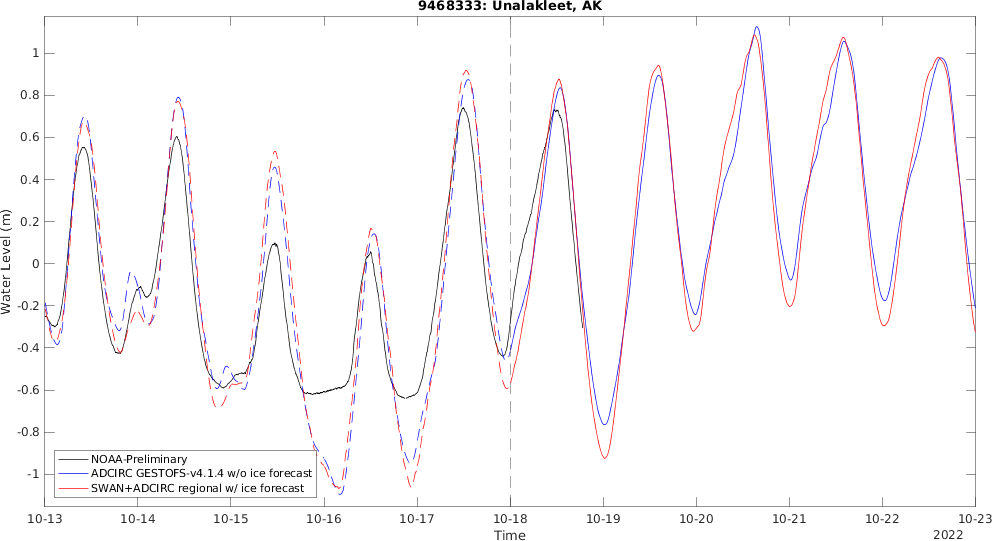 9468333: Unalakleet, AK
Water Level (m)
1
0.8
0.6
0.4
0.2
0
-0.2
-0.4
-0.6
-0.8
-1
NOAA-Preliminary
ADCIRC GESTOFS-v4.1.4 w/o ice forecast
SWAN+ADCIRC regional w/ ice forecast
10-13 10-14 10-15 10-16 10-17 10-18 10-19 10-20 10-21 10-22 10-23
Time
2022